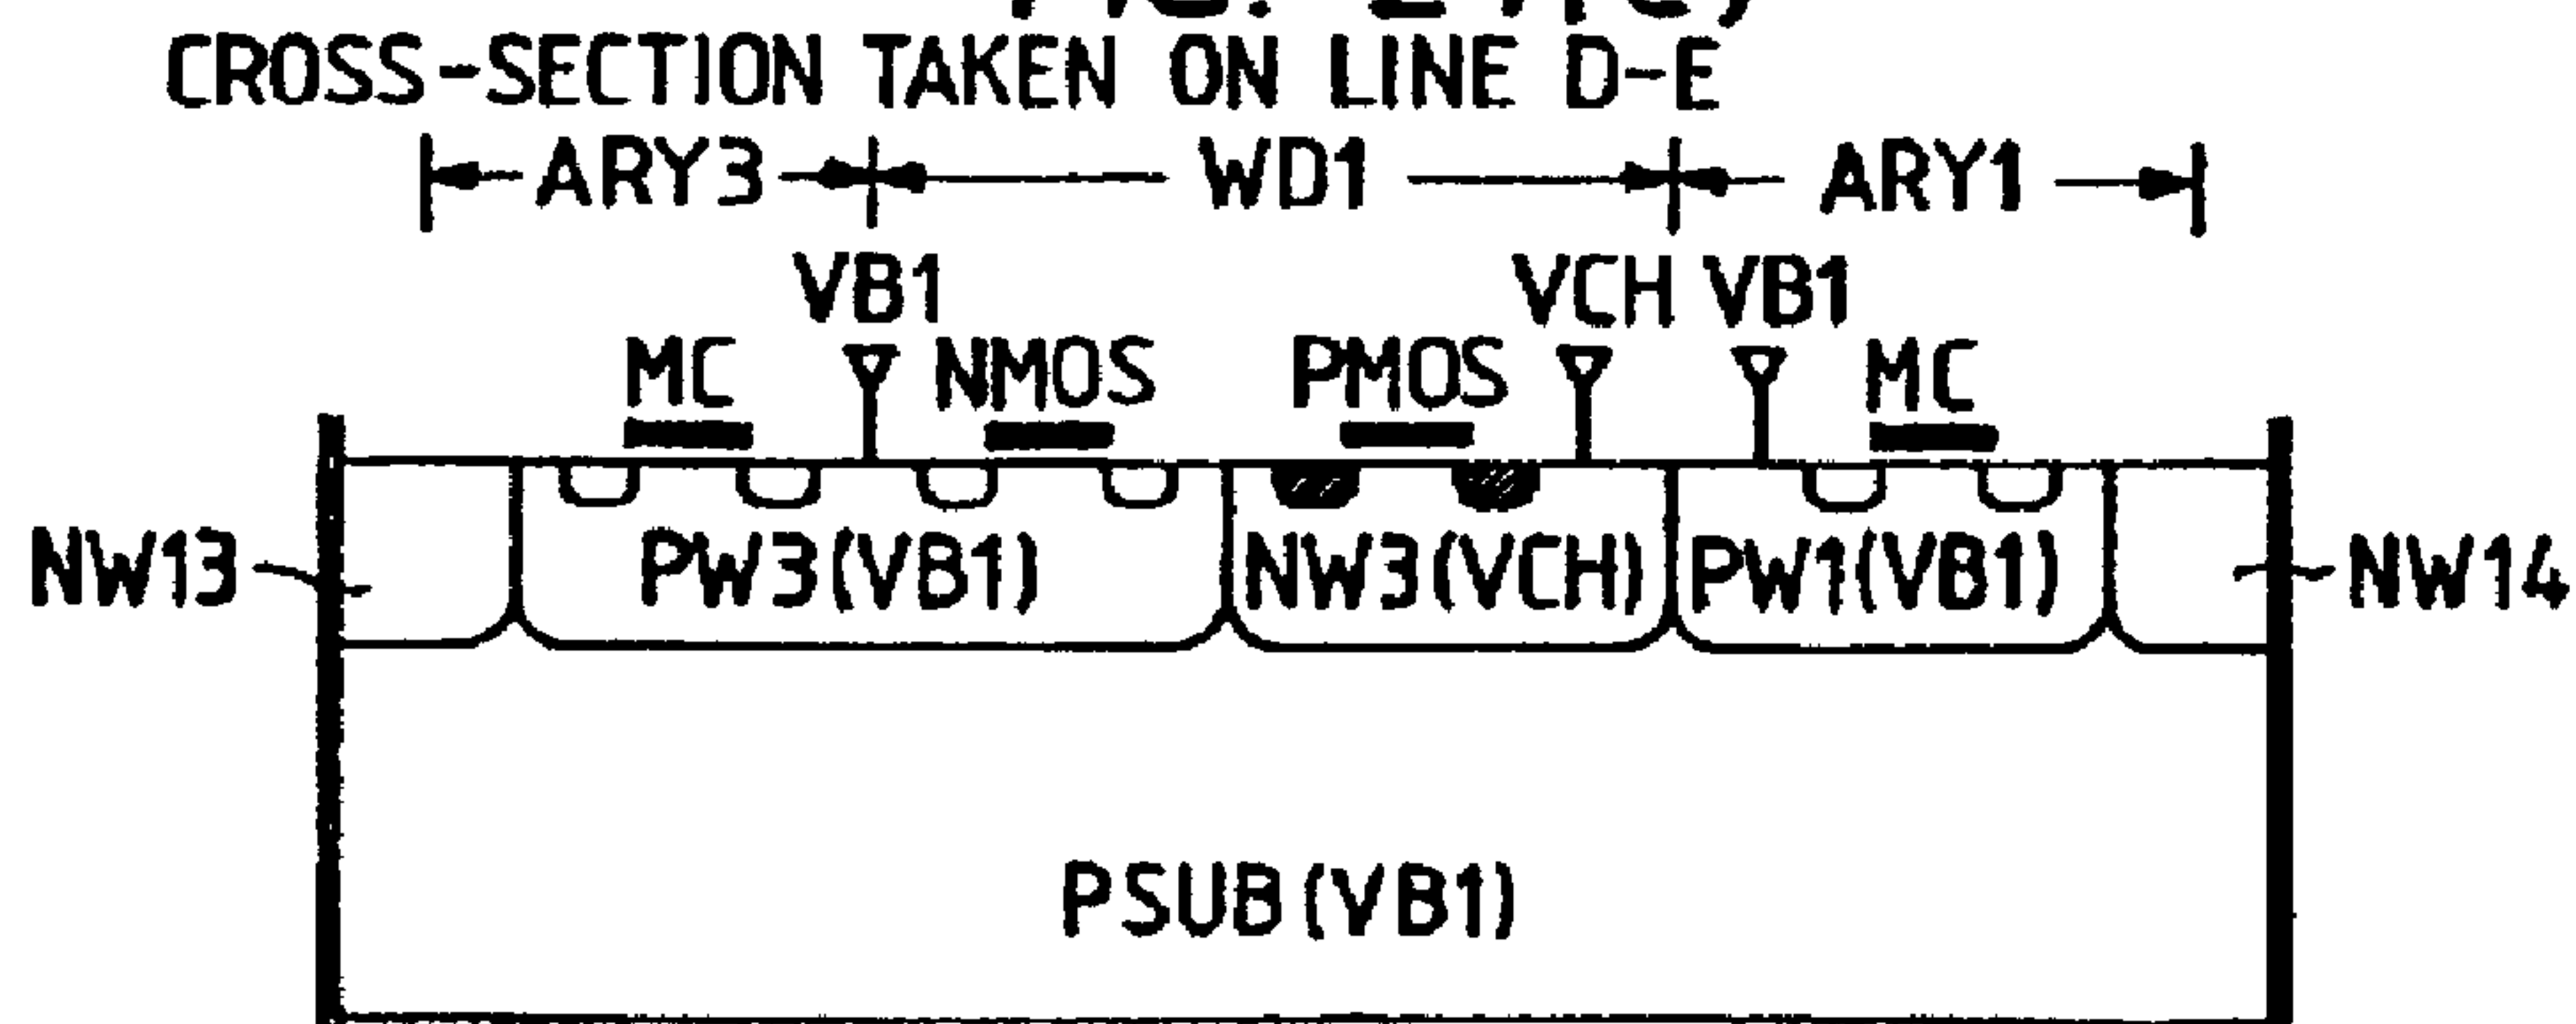 CROSS-SECTION TAKEN ON LINE D-E
ARY3 WD1 ARY1
VB1 VCH VB1
MC NMOS PMOS MC
NW13 PW3(VB1) NW3(VCH) PW1(VB1) NW14
PSUB(VB1)